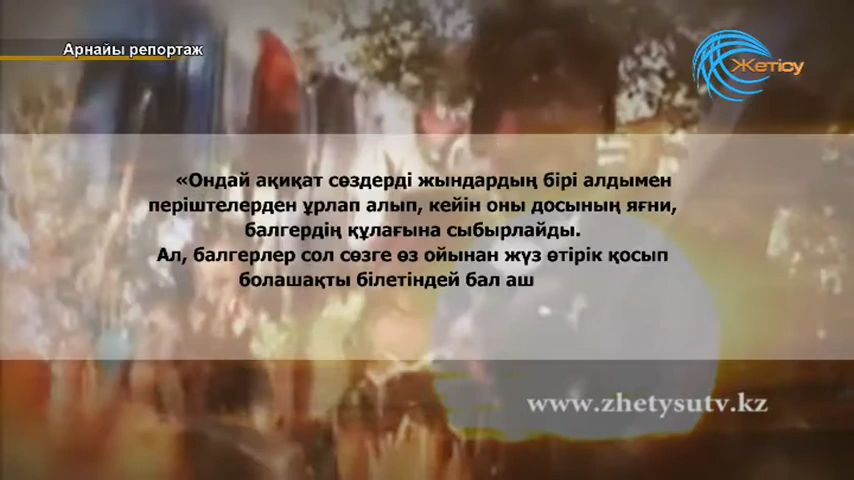 Арнайы репортаж
Жетісу
«Ондай ақиқат сөздерді жындардың бірі алдымен
періштелерден ұрлап алып, кейін оны досының яғни,
балгердің құлағына сыбырлайды.
Ал, балгерлер сол сөзге өз ойынан жүз өтірік қосып
болашақты білетіндей бал аш
www.zhetysutv.kz